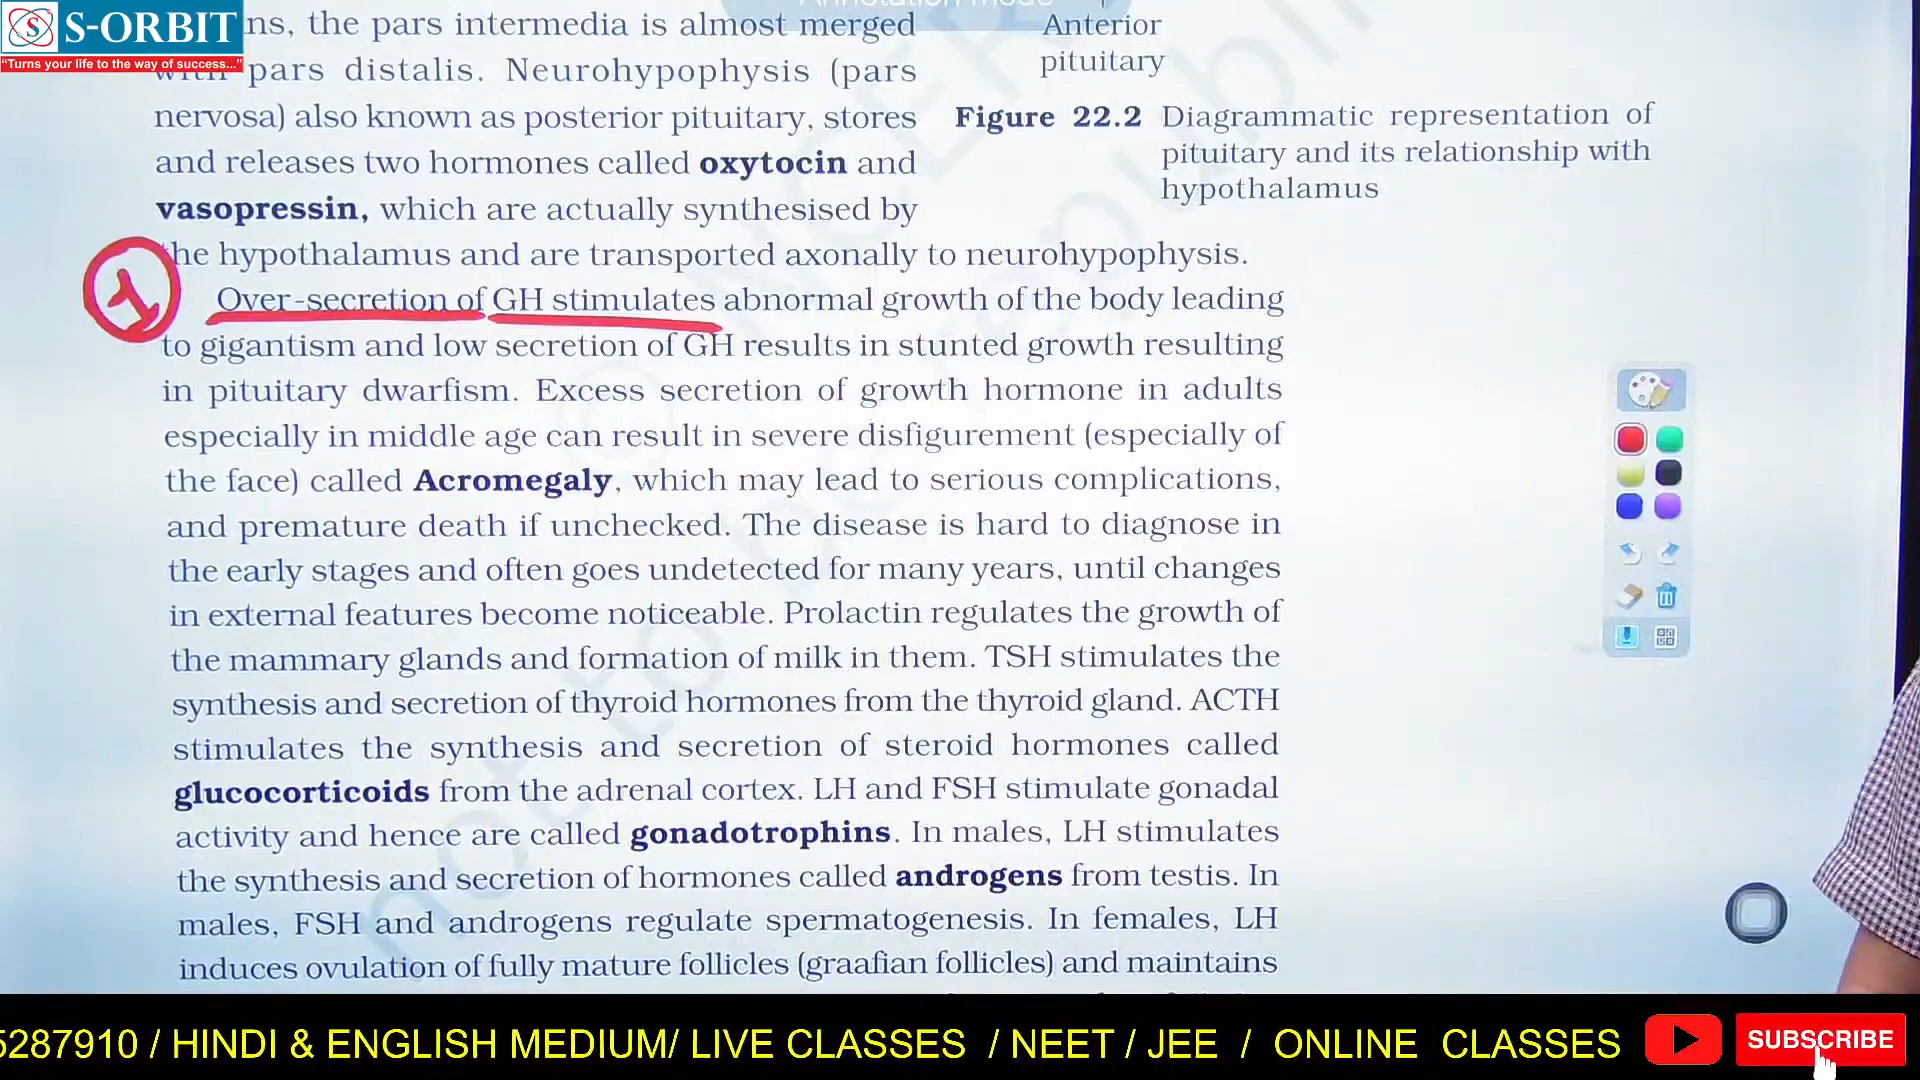 S-ORBIT
"Turns your life to the way of success..."
Annotation mode
ns, the pars intermedia is almost merged
with pars distalis. Neurohypophysis (pars
nervosa) also known as posterior pituitary, stores
and releases two hormones called oxytocin and
vasopressin, which are actually synthesised by
the hypothalamus and are transported axonally to neurohypophysis.
Anterior
pituitary
Figure 22.2 Diagrammatic representation of
pituitary and its relationship with
hypothalamus
1
Over-secretion of GH stimulates abnormal growth of the body leading
to gigantism and low secretion of GH results in stunted growth resulting
in pituitary dwarfism. Excess secretion of growth hormone in adults
especially in middle age can result in severe disfigurement (especially of
the face) called Acromegaly, which may lead to serious complications,
and premature death if unchecked. The disease is hard to diagnose in
the early stages and often goes undetected for many years, until changes
in external features become noticeable. Prolactin regulates the growth of
the mammary glands and formation of milk in them. TSH stimulates the
synthesis and secretion of thyroid hormones from the thyroid gland. ACTH
stimulates the synthesis and secretion of steroid hormones called
glucocorticoids from the adrenal cortex. LH and FSH stimulate gonadal
activity and hence are called gonadotrophins. In males, LH stimulates
the synthesis and secretion of hormones called androgens from testis. In
males, FSH and androgens regulate spermatogenesis. In females, LH
induces ovulation of fully mature follicles (graafian follicles) and maintains
5287910 / HINDI & ENGLISH MEDIUM/ LIVE CLASSES / NEET / JEE / ONLINE CLASSES
SUBSCRIBE